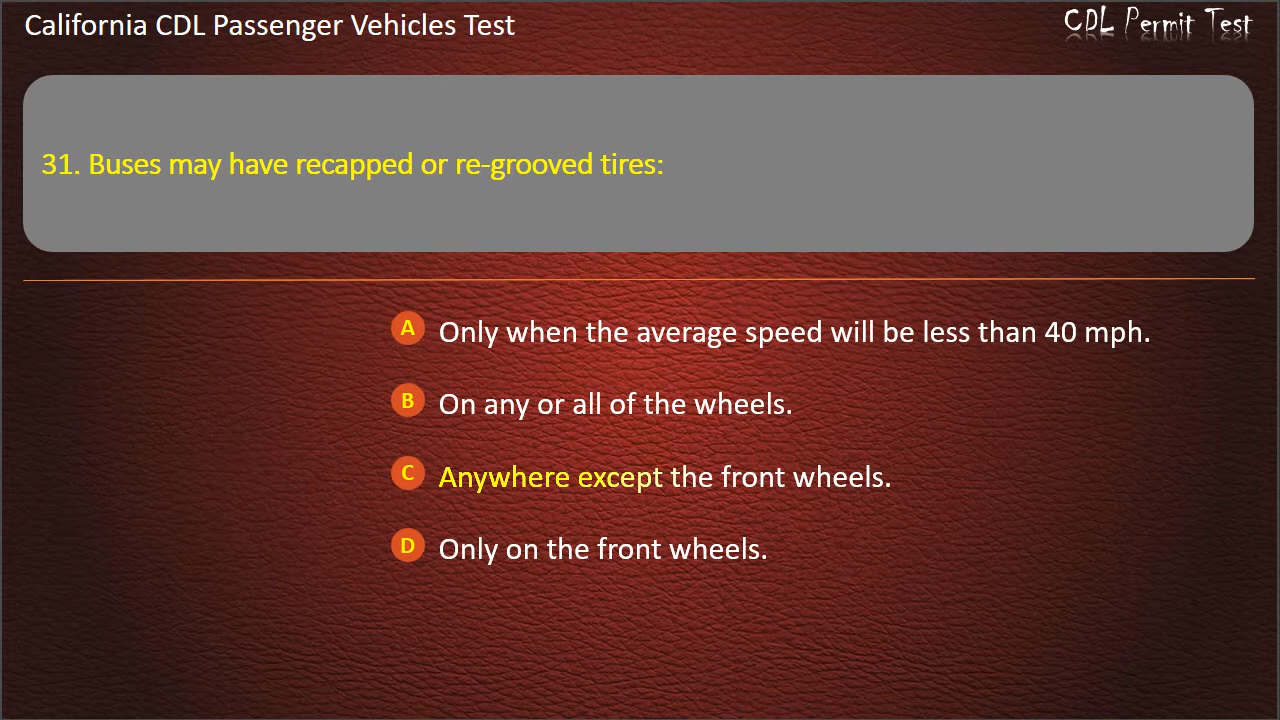 California CDL Passenger Vehicles Test
CDL Permit Test
31. Buses may have recapped or re-grooved tires:
A Only when the average speed will be less than 40 mph.
B On any or all of the wheels.
C Anywhere except the front wheels.
D Only on the front wheels.